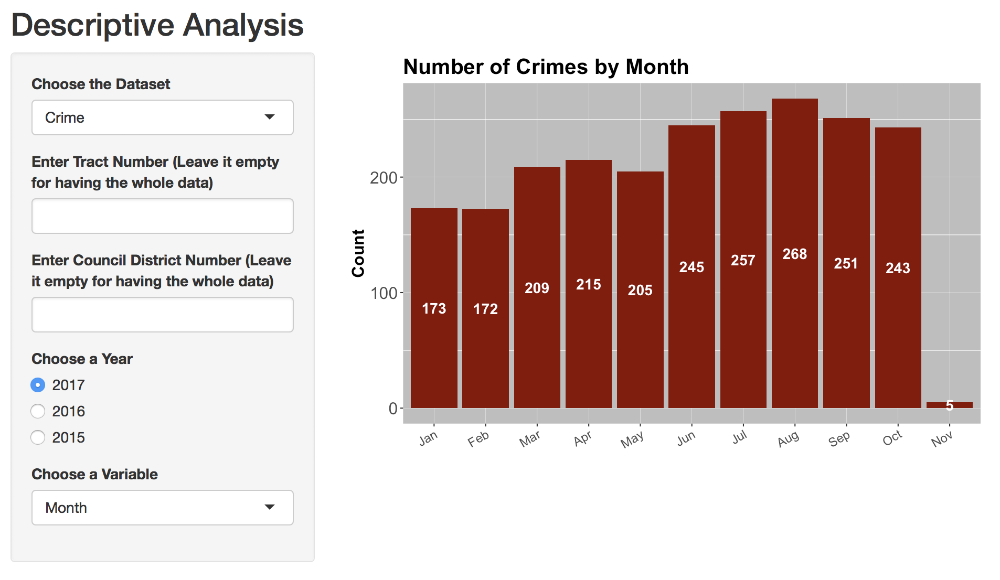 Descriptive Analysis
Choose the Dataset
Crime
Enter Tract Number (Leave it empty
for having the whole data)
Enter Council District Number (Leave
it empty for having the whole data)
Choose a Year
2017
2016
2015
Choose a Variable
Month
Number of Crimes by Month
Count
200
100
0
173
172
209
215
205
245
257
268
251
243
5
Jan
Feb
Mar
Apr
May
Jun
Jul
Aug
Sep
Oct
Nov